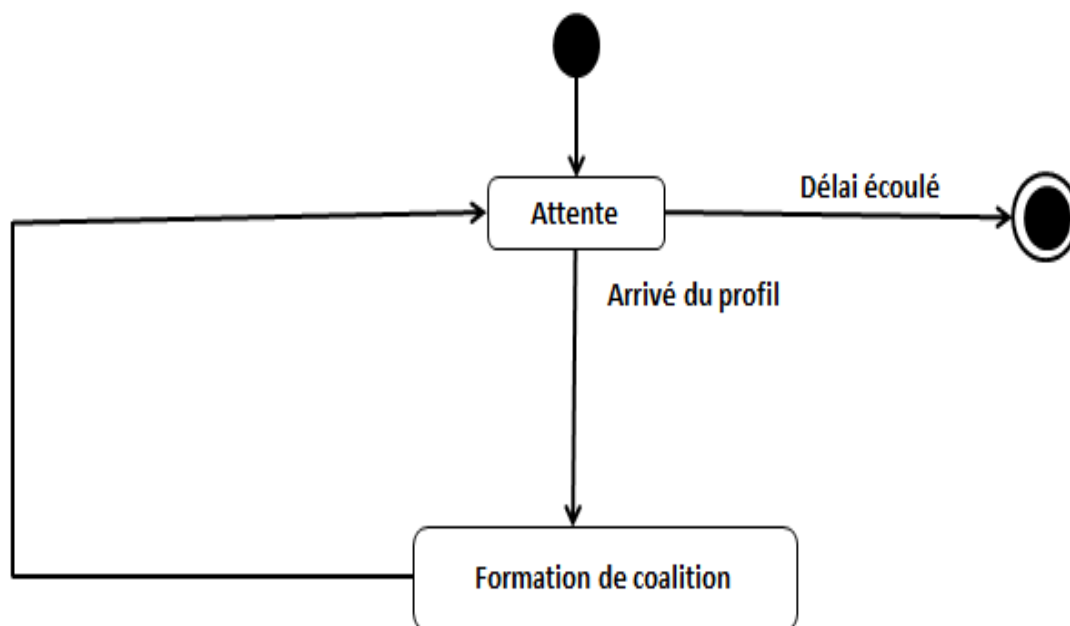 Délai écoulé
Attente
Arrivé du profil
Formation de coalition